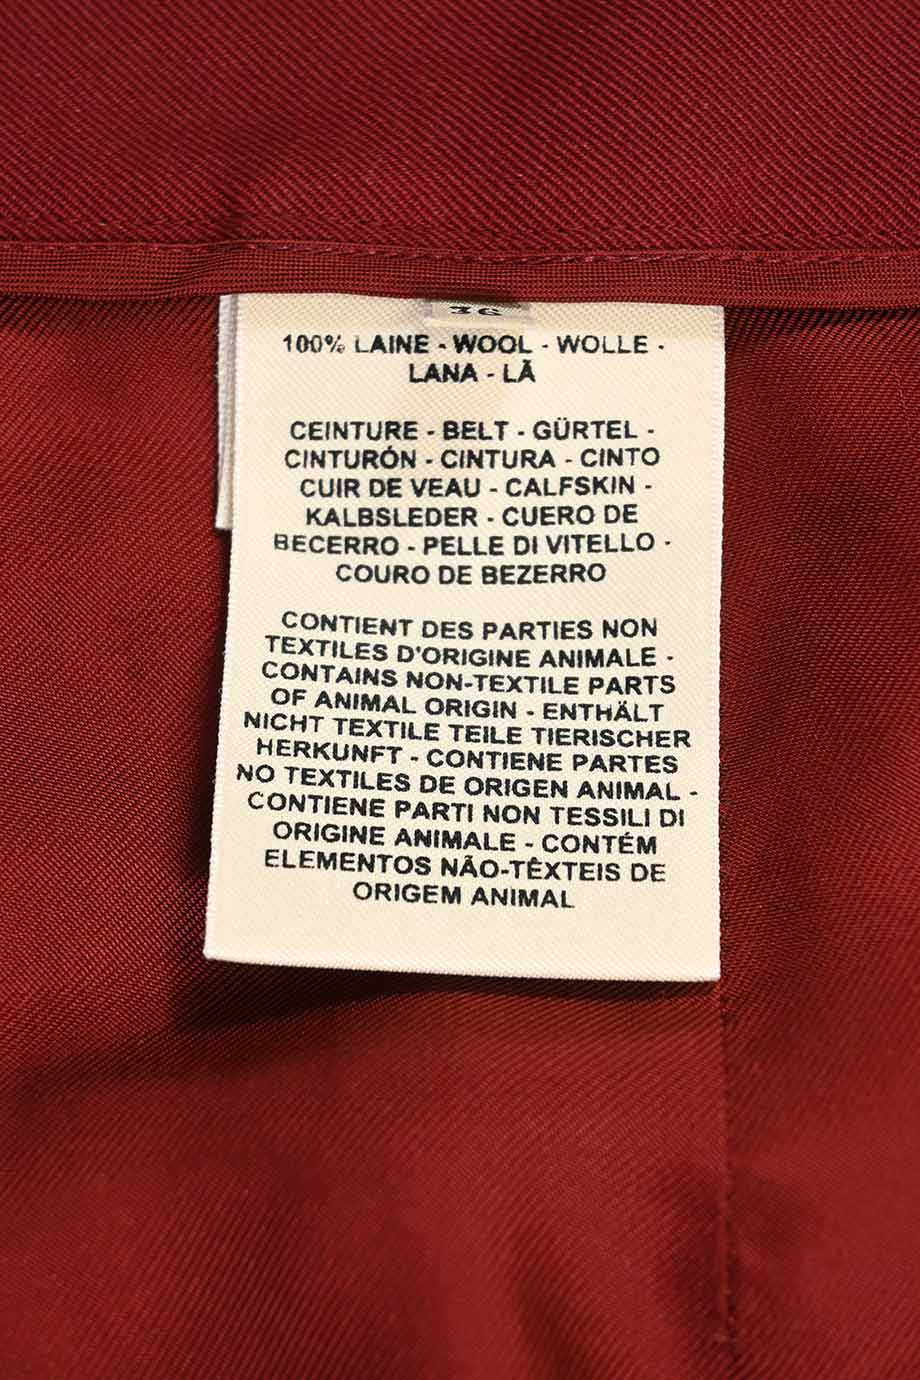 36
100% LAINE - WOOL - WOLLE -
LANA - LÃ
CEINTURE - BELT - GÜRTEL -
CINTURÓN - CINTURA - CINTO
CUIR DE VEAU - CALFSKIN -
KALBSLEDER - CUERO DE
BECERRO - PELLE DI VITELLO -
COURO DE BEZERRO
CONTIENT DES PARTIES NON
TEXTILES D'ORIGINE ANIMALE -
CONTAINS NON-TEXTILE PARTS
OF ANIMAL ORIGIN - ENTHÄLT
NICHT TEXTILE TEILE TIERISCHER
HERKUNFT - CONTIENE PARTES
NO TEXTILES DE ORIGEN ANIMAL -
CONTIENE PARTI NON TESSILI DI
ORIGINE ANIMALE - CONTÉM
ELEMENTOS NÃO-TÊXTEIS DE
ORIGEM ANIMAL